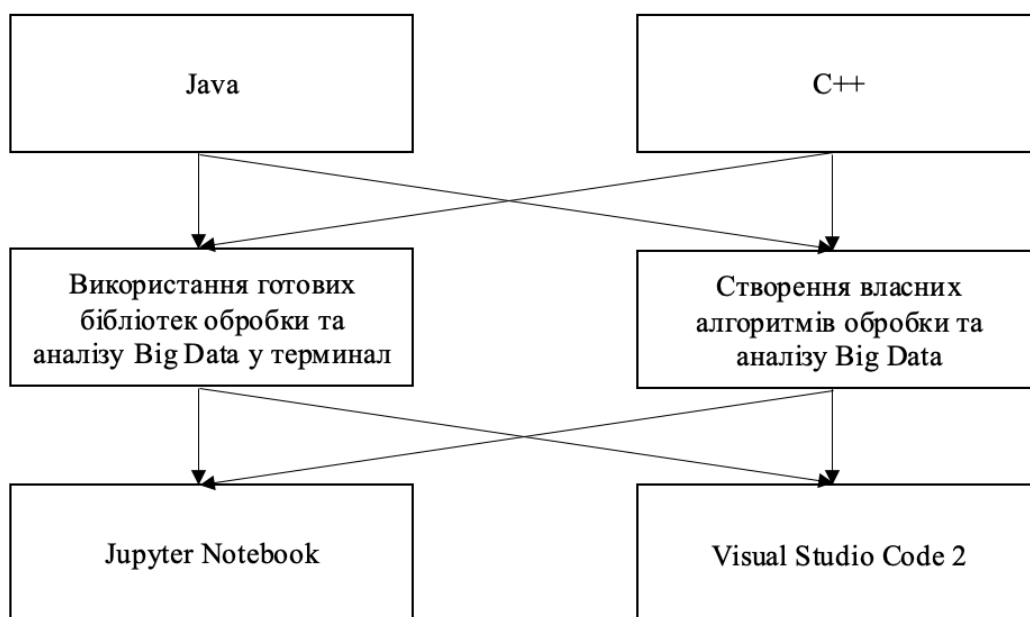 Java
C++
Використання готових
бібліотек обробки та
аналізу Big Data у терминал
Створення власних
алгоритмів обробки та
аналізу Big Data
Jupyter Notebook
Visual Studio Code 2